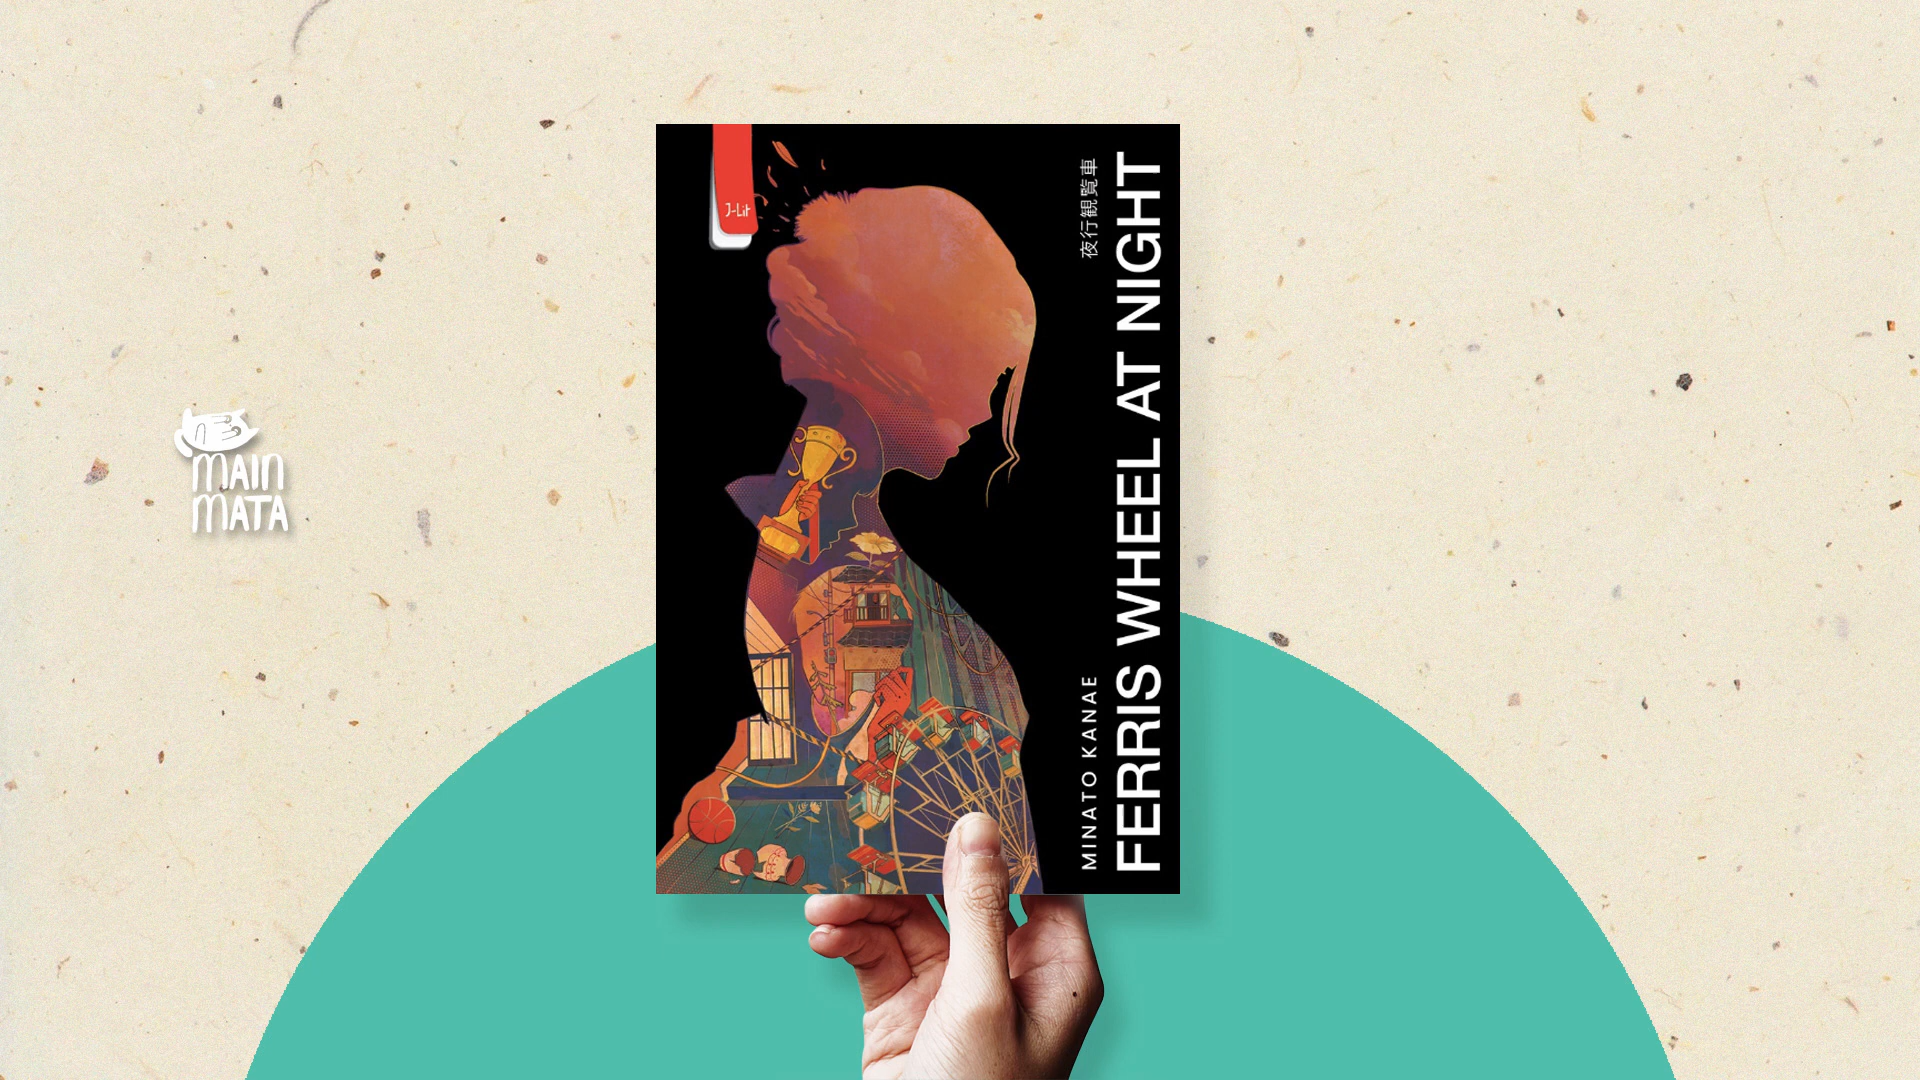 MAIN
MATA
J-Lit
夜行観覧車
MINATO KANAE
FERRIS WHEEL AT NIGHT